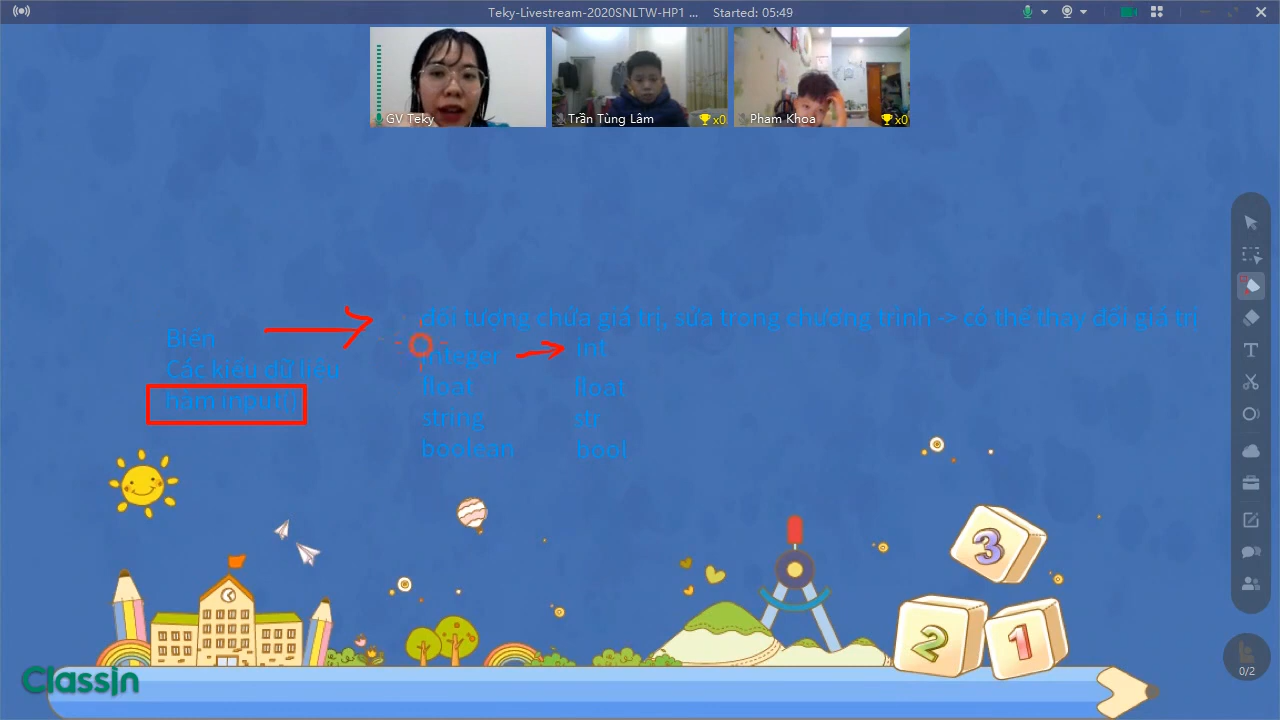 Teky-Livestream-2020SNLTW-HP1 ... Started: 05:49
GV Teky
Trần Tùng Lâm
x0
Pham Khoa
x0
Biến
Các kiểu dữ liệu
hàm input()
đối tượng chứa giá trị, sửa trong chương trình -> có thể thay đổi giá trị
integer int
float float
string str
boolean bool
3
2
1
ClassIn
0/2